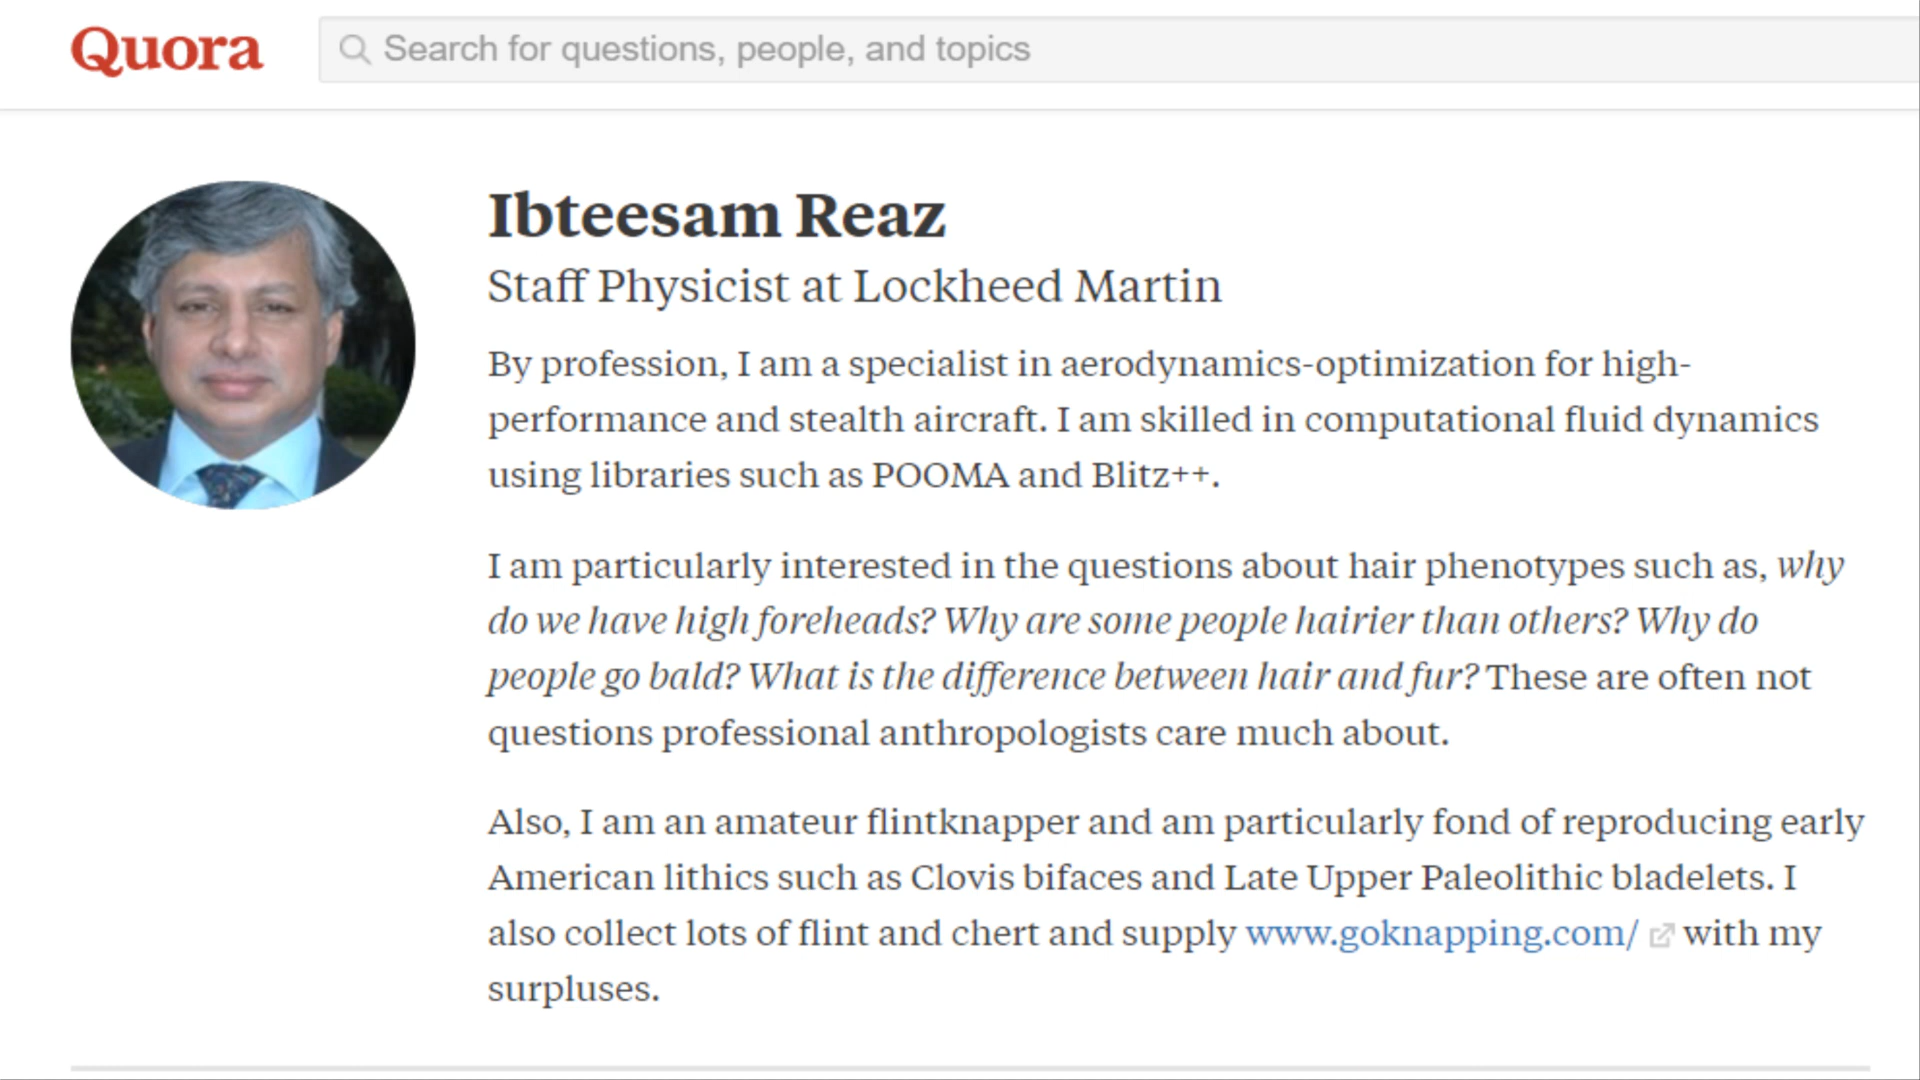 Quora
Search for questions, people, and topics
Ibteesam Reaz
Staff Physicist at Lockheed Martin
By profession, I am a specialist in aerodynamics-optimization for high-
performance and stealth aircraft. I am skilled in computational fluid dynamics
using libraries such as POOMA and Blitz++.
I am particularly interested in the questions about hair phenotypes such as, why
do we have high foreheads? Why are some people hairier than others? Why do
people go bald? What is the difference between hair and fur? These are often not
questions professional anthropologists care much about.
Also, I am an amateur flintknapper and am particularly fond of reproducing early
American lithics such as Clovis bifaces and Late Upper Paleolithic bladelets. I
also collect lots of flint and chert and supply www.goknapping.com/ with my
surpluses.